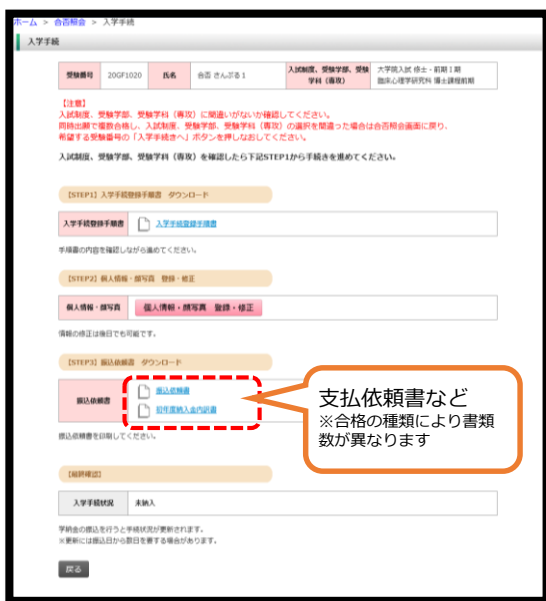 ホーム > 合否照会 > 入学手続
入学手続
受験番号 20GF1020 氏名 合否 さんぷる1 入試制度、受験学部、受験学科（専攻） 大学院入試 修士・前期Ⅰ期 臨床心理学研究科 博士課程前期
【注意】
入試制度、受験学部、受験学科（専攻）に間違いがないか確認してください。
同時出願で複数合格し、入試制度、受験学部、受験学科（専攻）の選択を間違った場合は合否照会画面に戻り、
希望する受験番号の「入学手続きへ」ボタンを押しなおしてください。
入試制度、受験学部、受験学科（専攻）を確認したら下記STEP1から手続きを進めてください。
【STEP1】入学手続登録手順書 ダウンロード
入学手続登録手順書 入学手続登録手順書
手順書の内容を確認しながら進めてください。
【STEP2】個人情報・顔写真 登録・修正
個人情報・顔写真 個人情報・顔写真 登録・修正
情報の修正は後日でも可能です。
【STEP3】振込依頼書 ダウンロード
振込依頼書 振込依頼書
初年度納入金内訳書
振込依頼書を印刷してください。
支払依頼書など
※合格の種類により書類
数が異なります
【最終確認】
入学手続状況 未納入
学納金の振込を行うと手続状況が更新されます。
※更新には振込日から数日を要する場合があります。
戻る